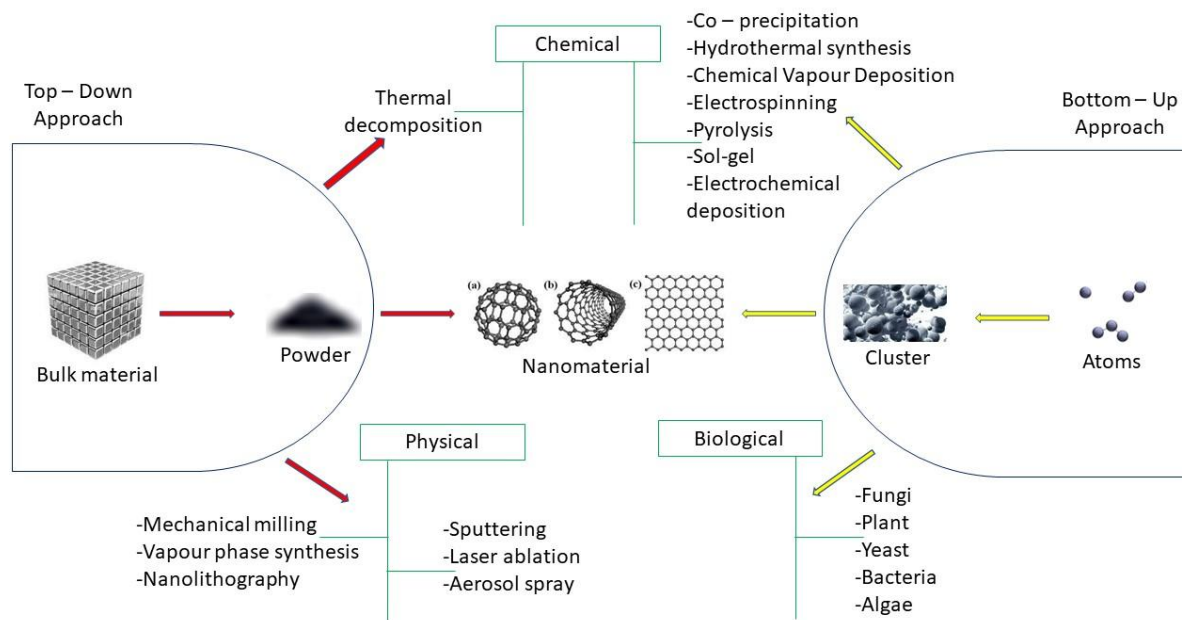 Top – Down
Approach
Chemical
Thermal
decomposition
-Co – precipitation
-Hydrothermal synthesis
-Chemical Vapour Deposition
-Electrospinning
-Pyrolysis
-Sol-gel
-Electrochemical
deposition
Bottom – Up
Approach
Bulk material
Powder
(a)
(b)
(c)
Nanomaterial
Cluster
Atoms
Physical
-Mechanical milling
-Vapour phase synthesis
-Nanolithography
-Sputtering
-Laser ablation
-Aerosol spray
Biological
-Fungi
-Plant
-Yeast
-Bacteria
-Algae